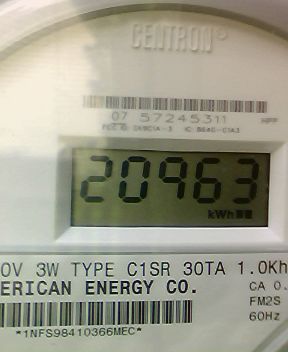 CENTRON®
07 57245311
20963
kWh
0V 3W TYPE C1SR 30TA 1.0Kh
ERICAN ENERGY CO.
CA 0.
FM2S
60Hz
*1NFS98410366MEC*